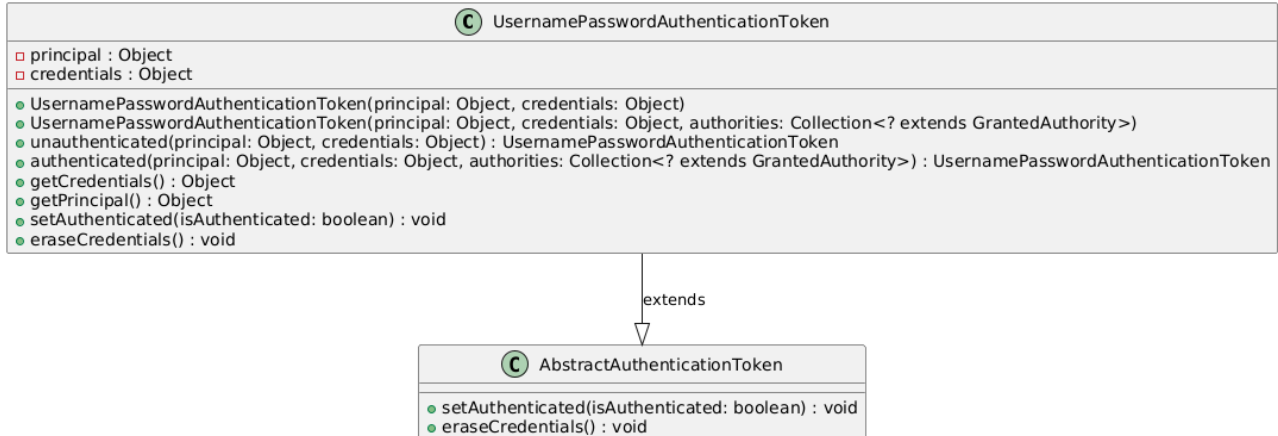 C UsernamePasswordAuthenticationToken
principal : Object
credentials : Object
UsernamePasswordAuthenticationToken(principal: Object, credentials: Object)
UsernamePasswordAuthenticationToken(principal: Object, credentials: Object, authorities: Collection<? extends GrantedAuthority>)
unauthenticated(principal: Object, credentials: Object) : UsernamePasswordAuthenticationToken
authenticated(principal: Object, credentials: Object, authorities: Collection<? extends GrantedAuthority>) : UsernamePasswordAuthenticationToken
getCredentials() : Object
getPrincipal() : Object
setAuthenticated(isAuthenticated: boolean) : void
eraseCredentials() : void
extends
C AbstractAuthenticationToken
setAuthenticated(isAuthenticated: boolean) : void
eraseCredentials() : void